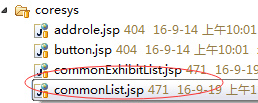 coresys
addrole.jsp 404 16-9-14 上午10:01
button.jsp 404 16-9-14 上午10:01
commonExhibitList.jsp 471 16-9-19
commonList.jsp 471 16-9-19 上午1